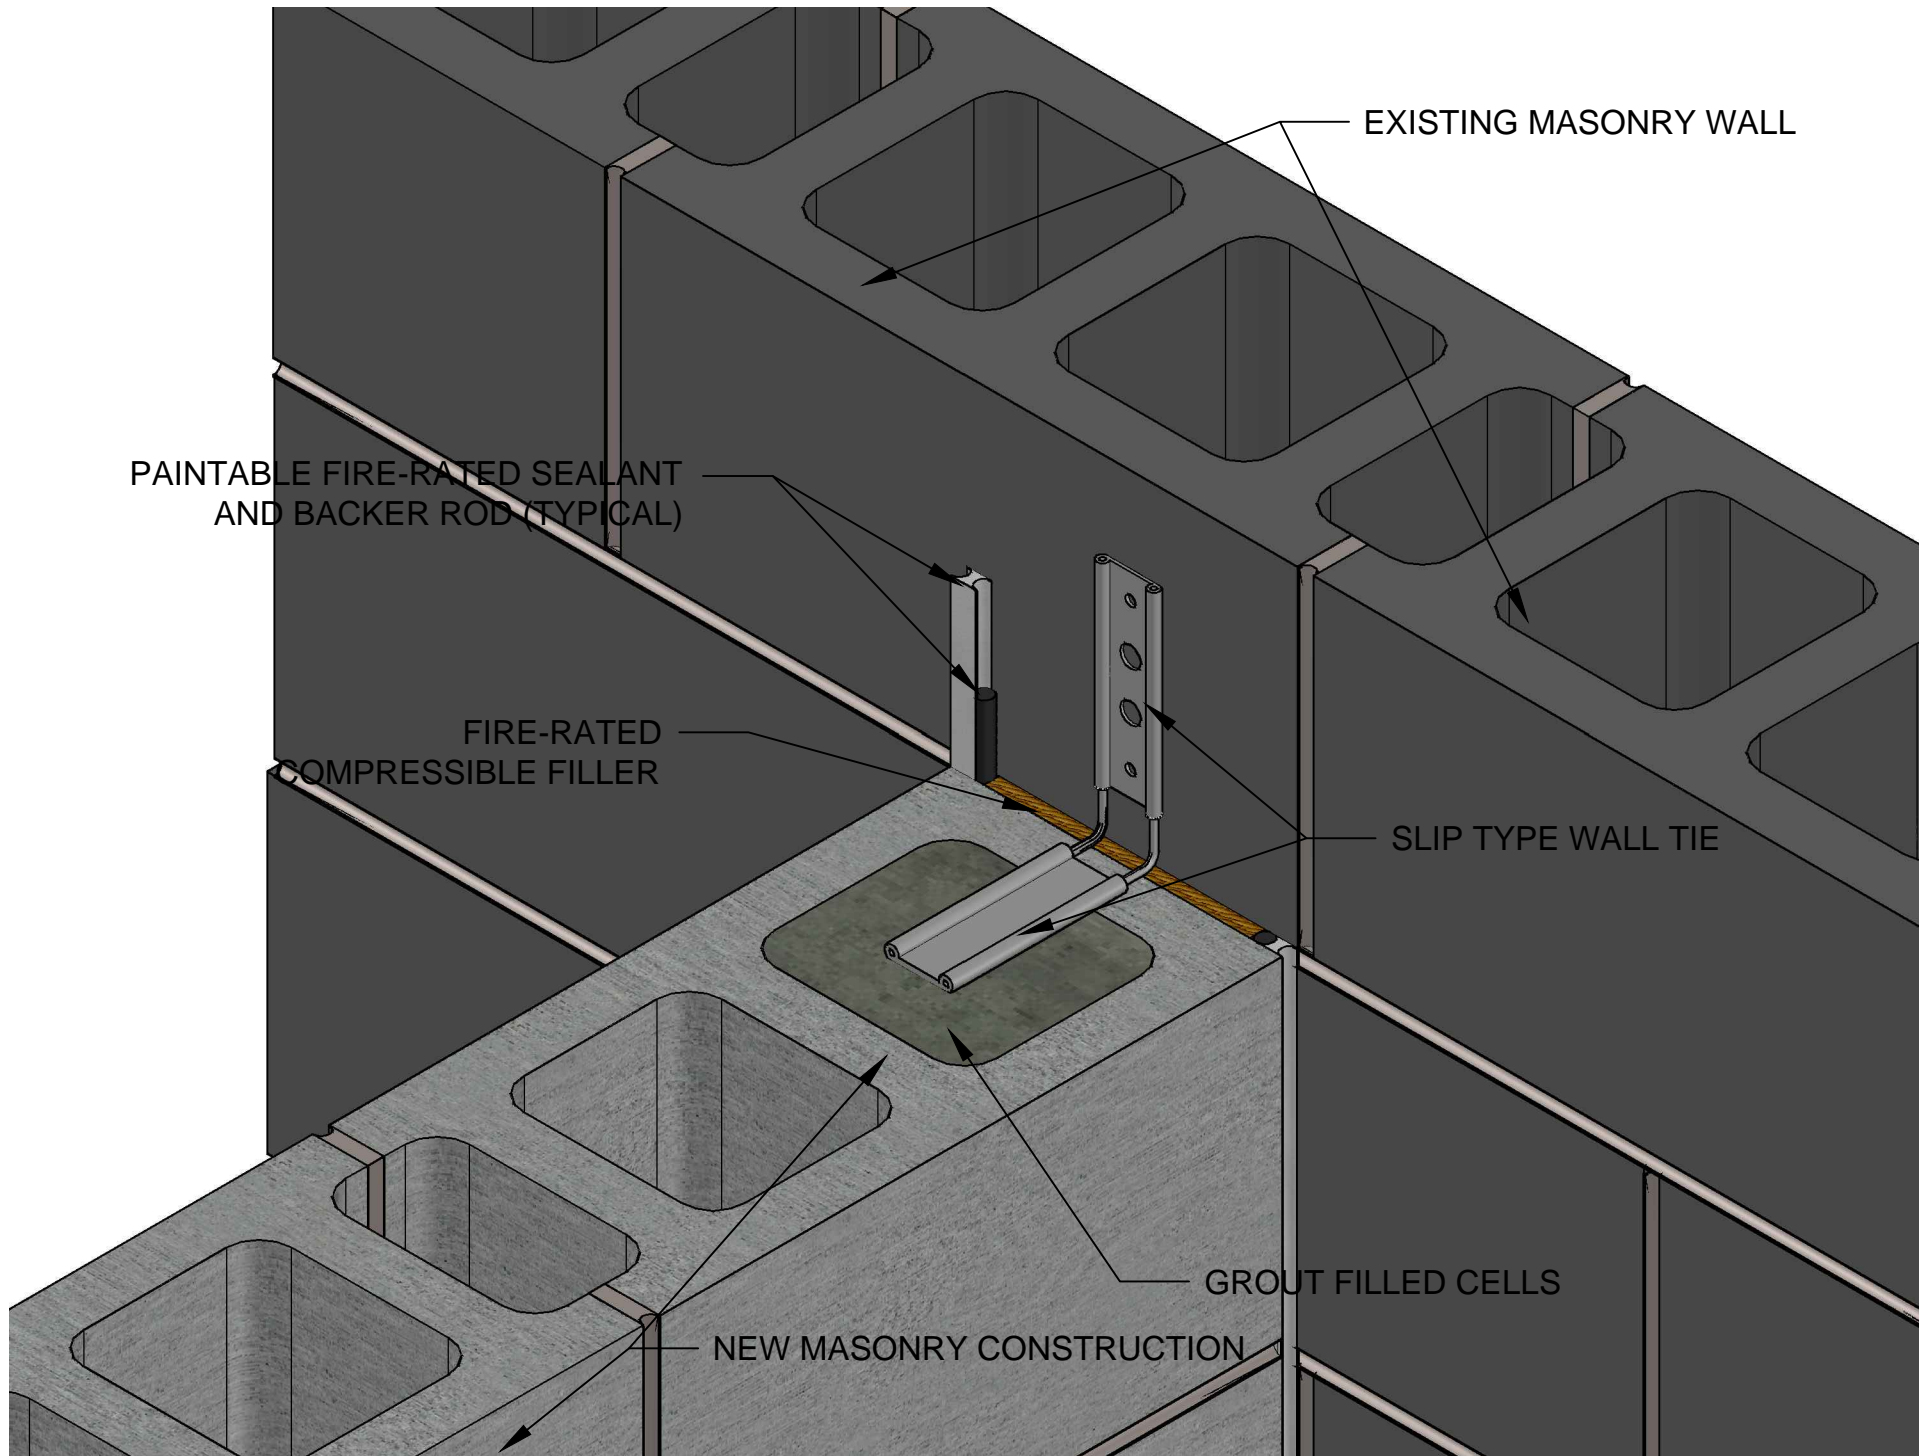 EXISTING MASONRY WALL
PAINTABLE FIRE-RATED SEALANT
AND BACKER ROD (TYPICAL)
FIRE-RATED
COMPRESSIBLE FILLER
SLIP TYPE WALL TIE
GROUT FILLED CELLS
NEW MASONRY CONSTRUCTION